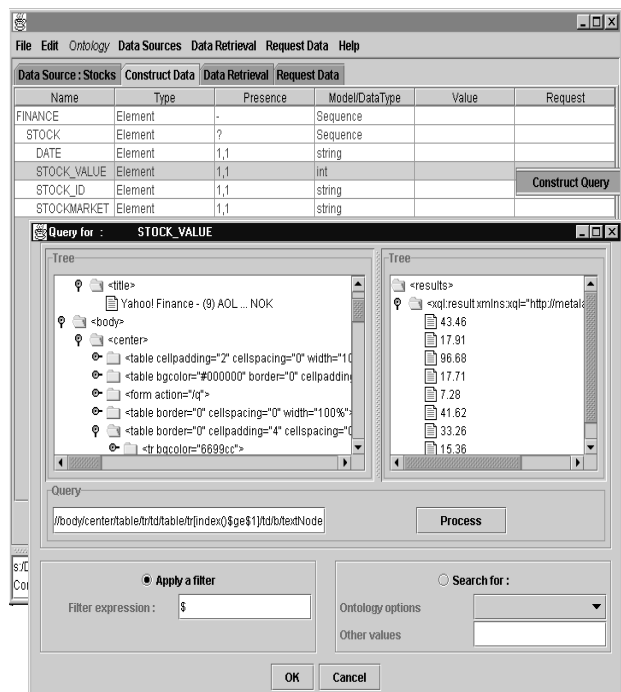 File Edit Ontology Data Sources Data Retrieval Request Data Help
Data Source : Stocks Construct Data Data Retrieval Request Data
Name Type Presence Model/DataType Value Request
FINANCE Element - Sequence
STOCK Element ? Sequence
DATE Element 1,1 string
STOCK_VALUE Element 1,1 int
Construct Query
STOCK_ID Element 1,1 string
STOCKMARKET Element 1,1 string
Query for : STOCK_VALUE
Tree
<title>
Yahoo! Finance - (9) AOL ... NOK
<body>
<center>
<table cellpadding="2" cellspacing="0" width="10
<table bgcolor="#000000" border="0" cellpadding
<form action="/q">
<table border="0" cellspacing="0" width="100%">
<table border="0" cellpadding="4" cellspacing="0
<tr bgcolor="6699cc">
Tree
<results>
<xql:result xmlns:xql="http://metala
43.46
17.91
96.68
17.71
7.28
41.62
33.26
15.36
Query
//body/center/table/tr/td/table/tr[index()$ge$1]/td/b/textNode
Process
s:/D
Cor
Apply a filter
Filter expression : $
Search for :
Ontology options
Other values
OK Cancel